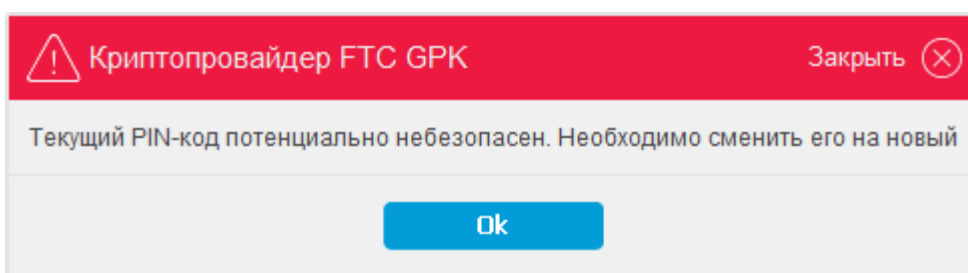 Криптопровайдер FTC GPK Закрыть
Текущий PIN-код потенциально небезопасен. Необходимо сменить его на новый
Ok